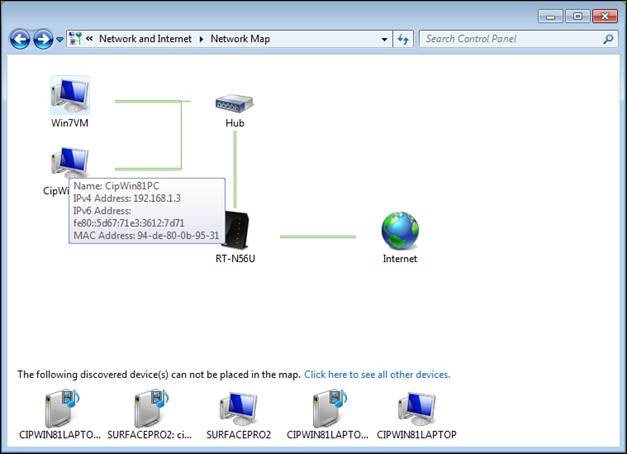 « Network and Internet ▸ Network Map
Search Control Panel
Win7VM
Hub
CipWi
Name: CipWin81PC
IPv4 Address: 192.168.1.3
IPv6 Address:
fe80::5d67:71e3:3612:7d71
MAC Address: 94-de-80-0b-95-31
RT-N56U
Internet
The following discovered device(s) can not be placed in the map. Click here to see all other devices.
CIPWIN81LAPTO... SURFACEPRO2: ci... SURFACEPRO2 CIPWIN81LAPTO... CIPWIN81LAPTOP